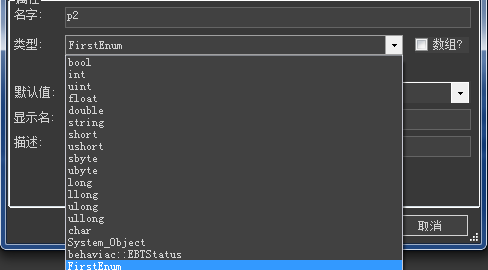 属性
名字: p2
类型: FirstEnum 数组?
bool
int
uint
float
默认值:
double
string
显示名:
short
ushort
描述:
sbyte
ubyte
long
llong
ulong
ullong
char
取消
System_Object
behaviac::EBTStatus
FirstEnum